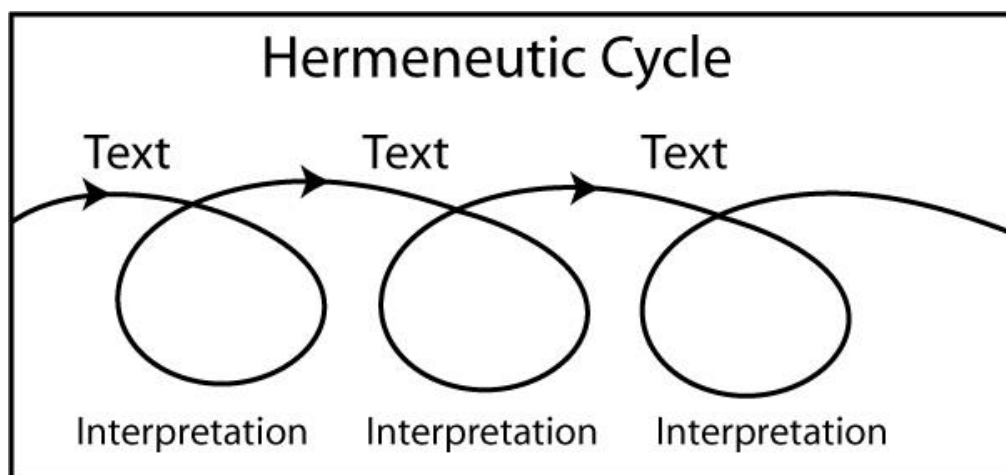 Hermeneutic Cycle
Text Text Text
Interpretation Interpretation Interpretation